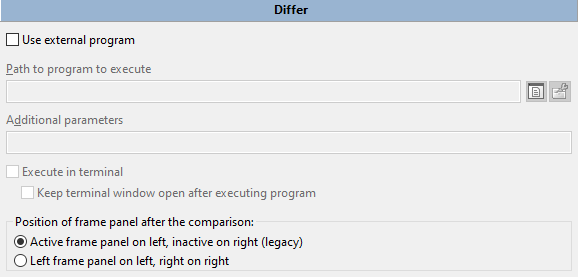 Differ
Use external program
Path to program to execute
Additional parameters
Execute in terminal
Keep terminal window open after executing program
Position of frame panel after the comparison:
Active frame panel on left, inactive on right (legacy)
Left frame panel on left, right on right